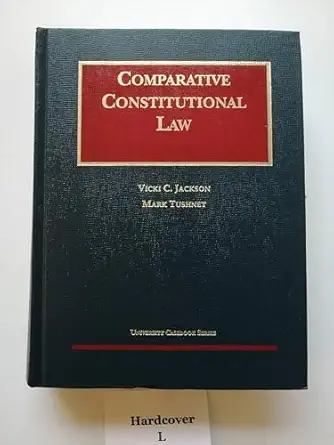 COMPARATIVE
CONSTITUTIONAL
LAW
VICKI C. JACKSON
MARK TUSHNET
UNIVERSITY CASEBOOK SERIES
Hardcover
L